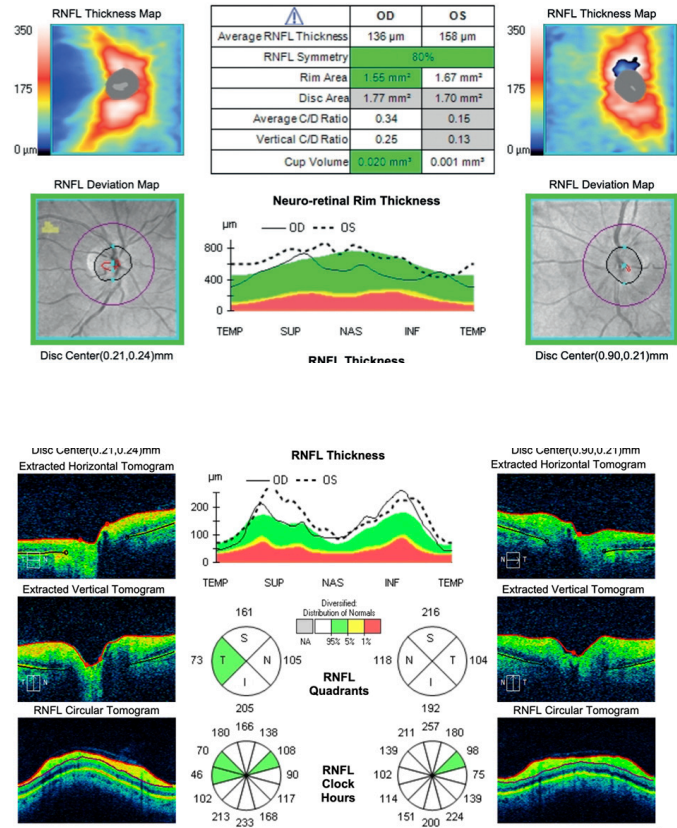 RNFL Thickness Map
350
175
0 µm
OD OS
Average RNFL Thickness 136 µm 158 µm
RNFL Symmetry 80%
Rim Area 1.55 mm² 1.67 mm²
Disc Area 1.77 mm² 1.70 mm²
Average C/D Ratio 0.34 0.15
Vertical C/D Ratio 0.25 0.13
Cup Volume 0.020 mm³ 0.001 mm³
RNFL Thickness Map
350
175
0 µm
RNFL Deviation Map
Disc Center(0.21,0.24)mm
Neuro-retinal Rim Thickness
µm OD OS
800
400
0
TEMP SUP NAS INF TEMP
RNFL Thickness
RNFL Deviation Map
Disc Center(0.90,0.21)mm
Disc Center(0.21,0.24)mm
Extracted Horizontal Tomogram
N T
Extracted Vertical Tomogram
T N
RNFL Circular Tomogram
RNFL Thickness
µm OD OS
200
100
0
TEMP SUP NAS INF TEMP
Diversified:
Distribution of Normals
NA 95% 5% 1%
161
S
73 T N 105
I
205
RNFL
Quadrants
216
S
118 N T 104
I
192
180 166 138
70 108
46 90
102 117
213 233 168
RNFL
Clock
Hours
211 257 180
139 98
102 75
114 139
151 200 224
Disc Center(0.90,0.21)mm
Extracted Horizontal Tomogram
N T
Extracted Vertical Tomogram
N T
RNFL Circular Tomogram